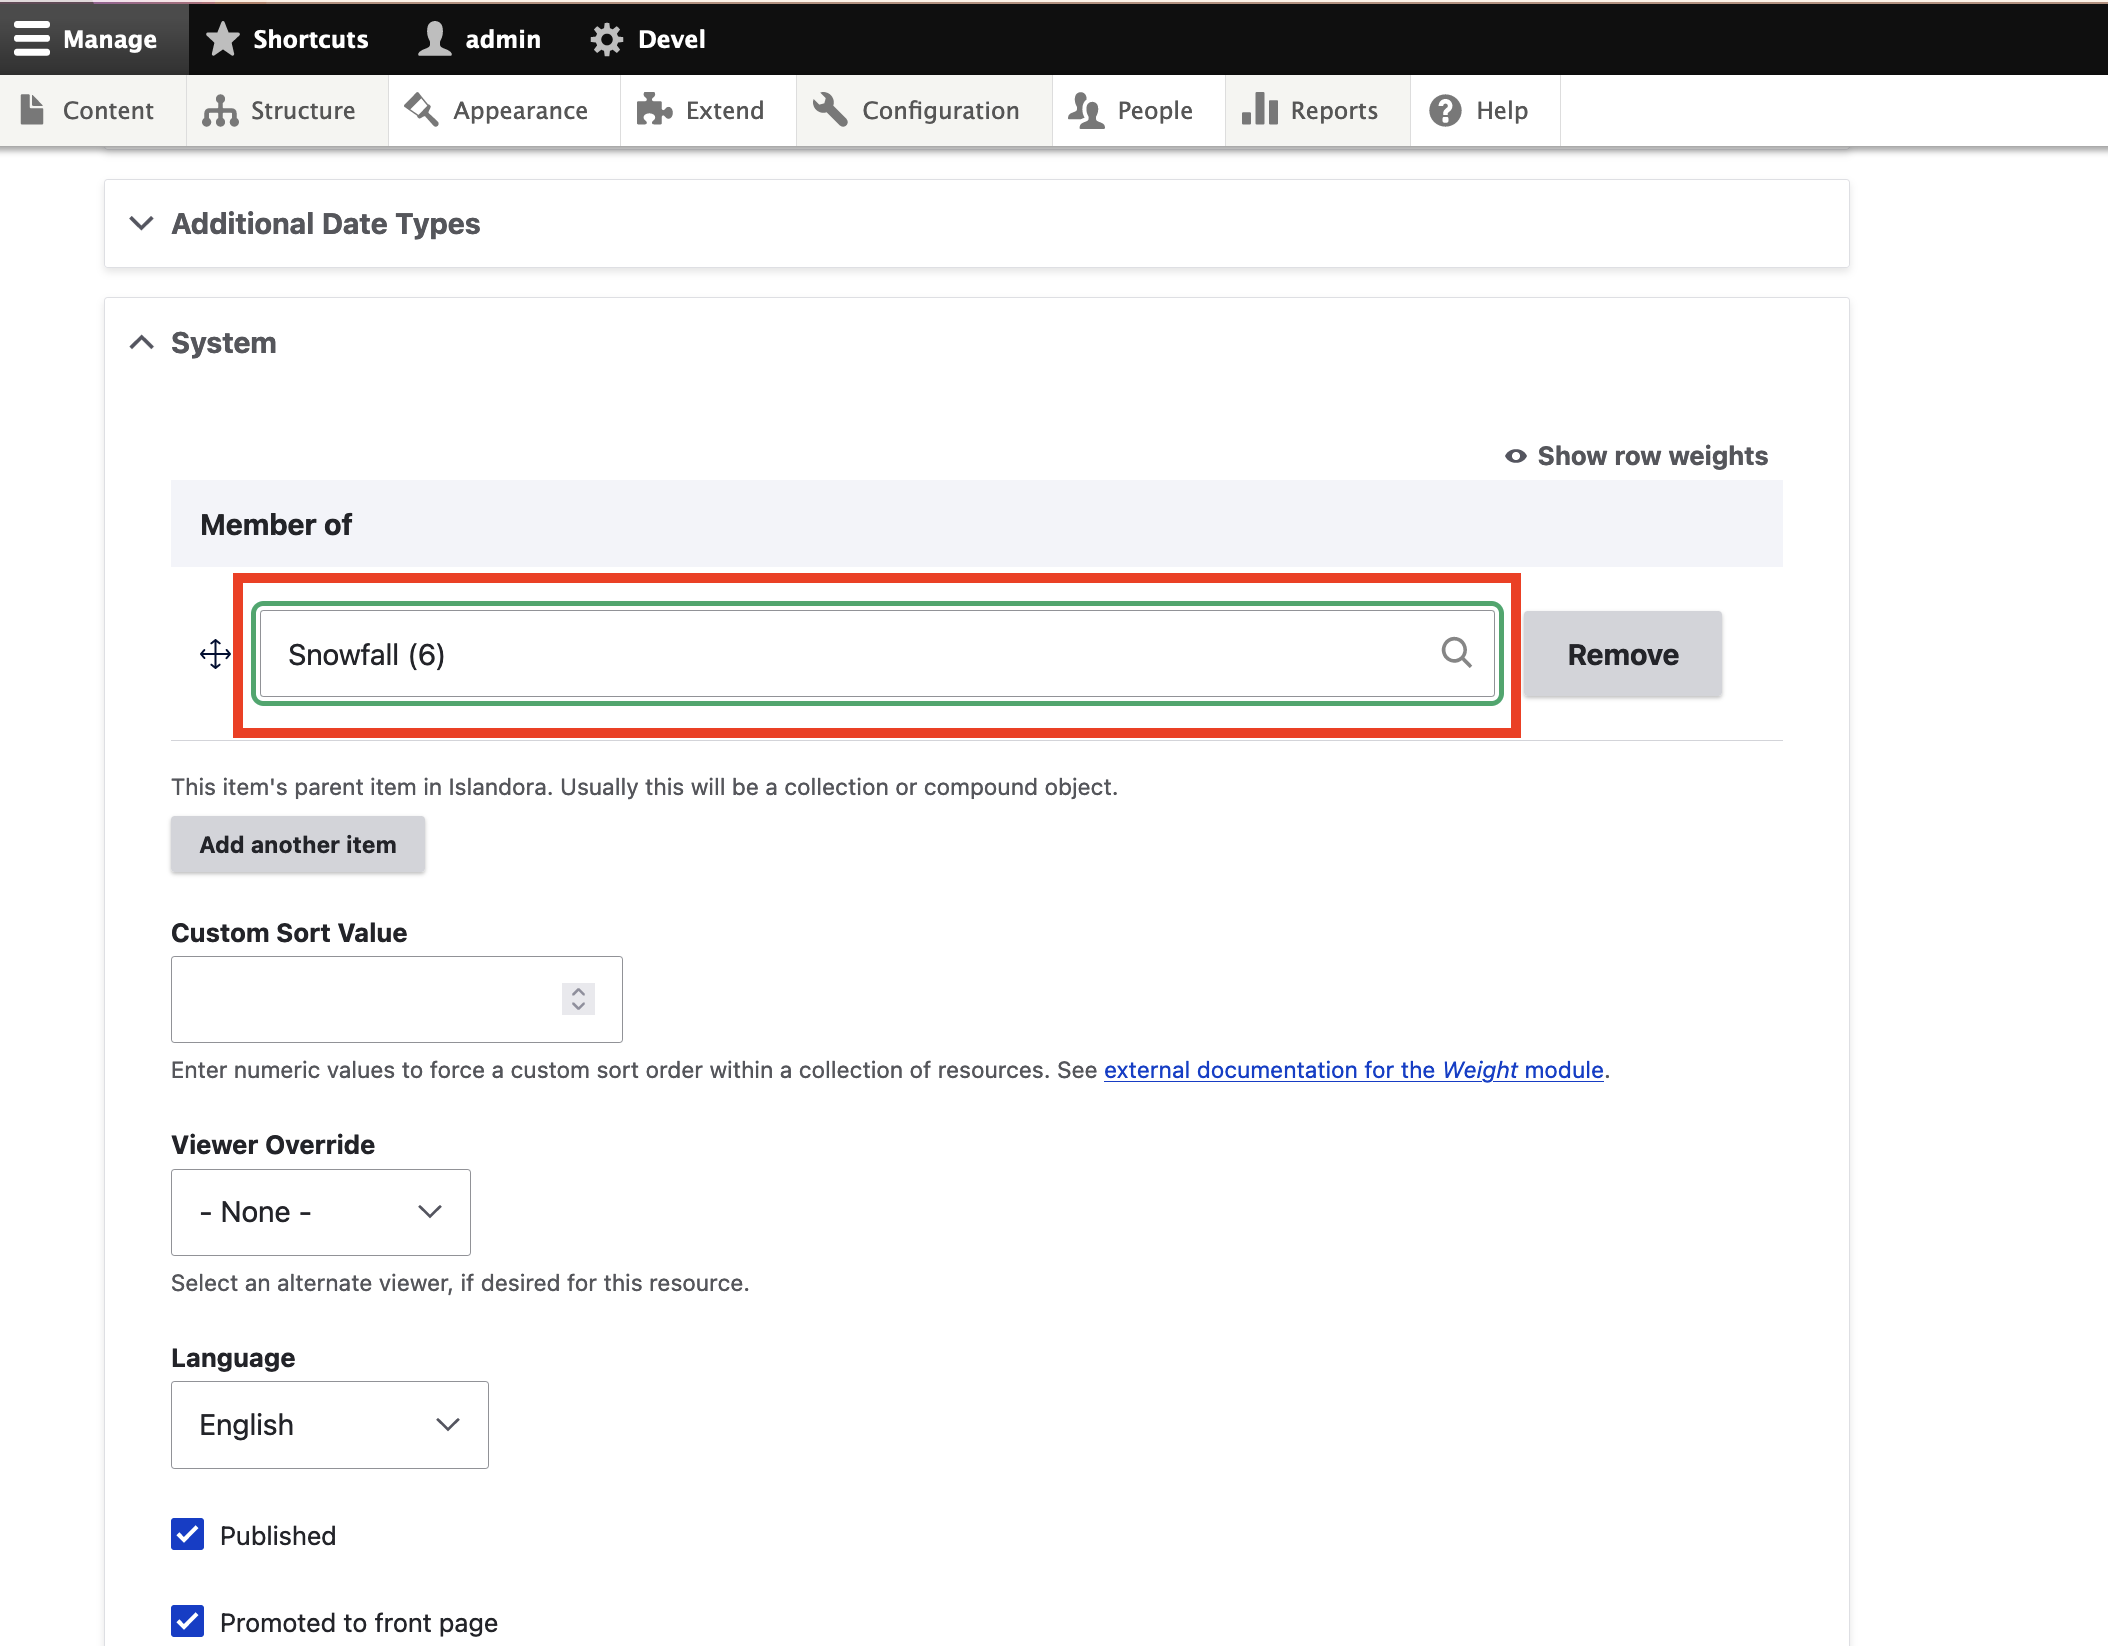 Manage Shortcuts admin Devel
Content Structure Appearance Extend Configuration People Reports Help
Additional Date Types
System
Show row weights
Member of
Snowfall (6) Remove
This item's parent item in Islandora. Usually this will be a collection or compound object.
Add another item
Custom Sort Value
Enter numeric values to force a custom sort order within a collection of resources. See external documentation for the Weight module.
Viewer Override
- None -
Select an alternate viewer, if desired for this resource.
Language
English
Published
Promoted to front page